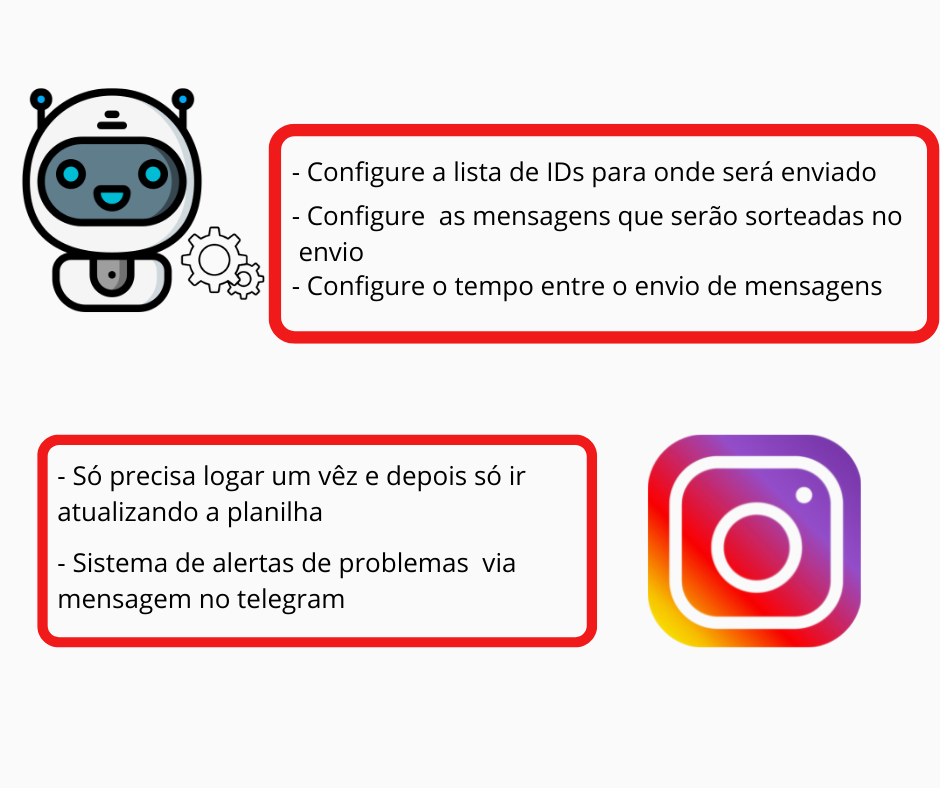 - Configure a lista de IDs para onde será enviado
- Configure  as mensagens que serão sorteadas no
envio
- Configure o tempo entre o envio de mensagens
- Só precisa logar um vêz e depois só ir
atualizando a planilha
- Sistema de alertas de problemas  via
mensagem no telegram